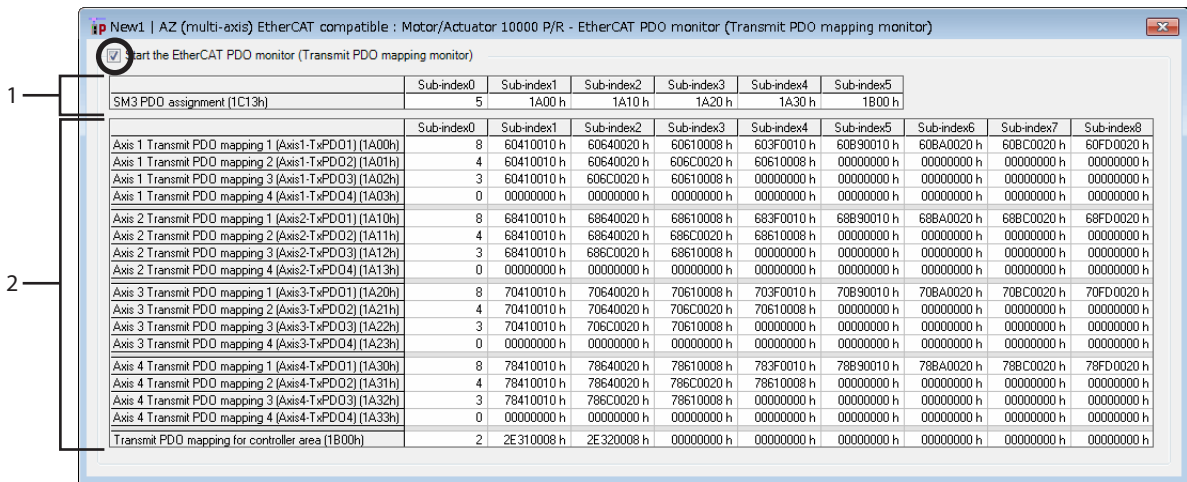 New1 | AZ (multi-axis) EtherCAT compatible : Motor/Actuator 10000 P/R - EtherCAT PDO monitor (Transmit PDO mapping monitor)
Start the EtherCAT PDO monitor (Transmit PDO mapping monitor)
1
Sub-index0 Sub-index1 Sub-index2 Sub-index3 Sub-index4 Sub-index5
SM3 PDO assignment (1C13h) 5 1A00 h 1A10 h 1A20 h 1A30 h 1B00 h
2
Sub-index0 Sub-index1 Sub-index2 Sub-index3 Sub-index4 Sub-index5 Sub-index6 Sub-index7 Sub-index8
Axis 1 Transmit PDO mapping 1 (Axis1-TxPDO1) (1A00h) 8 60410010 h 60640020 h 60610008 h 603F0010 h 60B90010 h 60BA0020 h 60BC0020 h 60FD0020 h
Axis 1 Transmit PDO mapping 2 (Axis1-TxPDO2) (1A01h) 4 60410010 h 60640020 h 606C0020 h 60610008 h 00000000 h 00000000 h 00000000 h 00000000 h
Axis 1 Transmit PDO mapping 3 (Axis1-TxPDO3) (1A02h) 3 60410010 h 606C0020 h 60610008 h 00000000 h 00000000 h 00000000 h 00000000 h 00000000 h
Axis 1 Transmit PDO mapping 4 (Axis1-TxPDO4) (1A03h) 0 00000000 h 00000000 h 00000000 h 00000000 h 00000000 h 00000000 h 00000000 h 00000000 h
Axis 2 Transmit PDO mapping 1 (Axis2-TxPDO1) (1A10h) 8 68410010 h 68640020 h 68610008 h 683F0010 h 68B90010 h 68BA0020 h 68BC0020 h 68FD0020 h
Axis 2 Transmit PDO mapping 2 (Axis2-TxPDO2) (1A11h) 4 68410010 h 68640020 h 686C0020 h 68610008 h 00000000 h 00000000 h 00000000 h 00000000 h
Axis 2 Transmit PDO mapping 3 (Axis2-TxPDO3) (1A12h) 3 68410010 h 686C0020 h 68610008 h 00000000 h 00000000 h 00000000 h 00000000 h 00000000 h
Axis 2 Transmit PDO mapping 4 (Axis2-TxPDO4) (1A13h) 0 00000000 h 00000000 h 00000000 h 00000000 h 00000000 h 00000000 h 00000000 h 00000000 h
Axis 3 Transmit PDO mapping 1 (Axis3-TxPDO1) (1A20h) 8 70410010 h 70640020 h 70610008 h 703F0010 h 70B90010 h 70BA0020 h 70BC0020 h 70FD0020 h
Axis 3 Transmit PDO mapping 2 (Axis3-TxPDO2) (1A21h) 4 70410010 h 70640020 h 706C0020 h 70610008 h 00000000 h 00000000 h 00000000 h 00000000 h
Axis 3 Transmit PDO mapping 3 (Axis3-TxPDO3) (1A22h) 3 70410010 h 706C0020 h 70610008 h 00000000 h 00000000 h 00000000 h 00000000 h 00000000 h
Axis 3 Transmit PDO mapping 4 (Axis3-TxPDO4) (1A23h) 0 00000000 h 00000000 h 00000000 h 00000000 h 00000000 h 00000000 h 00000000 h 00000000 h
Axis 4 Transmit PDO mapping 1 (Axis4-TxPDO1) (1A30h) 8 78410010 h 78640020 h 78610008 h 783F0010 h 78B90010 h 78BA0020 h 78BC0020 h 78FD0020 h
Axis 4 Transmit PDO mapping 2 (Axis4-TxPDO2) (1A31h) 4 78410010 h 78640020 h 786C0020 h 78610008 h 00000000 h 00000000 h 00000000 h 00000000 h
Axis 4 Transmit PDO mapping 3 (Axis4-TxPDO3) (1A32h) 3 78410010 h 786C0020 h 78610008 h 00000000 h 00000000 h 00000000 h 00000000 h 00000000 h
Axis 4 Transmit PDO mapping 4 (Axis4-TxPDO4) (1A33h) 0 00000000 h 00000000 h 00000000 h 00000000 h 00000000 h 00000000 h 00000000 h 00000000 h
Transmit PDO mapping for controller area (1B00h) 2 2E310008 h 2E320008 h 00000000 h 00000000 h 00000000 h 00000000 h 00000000 h 00000000 h